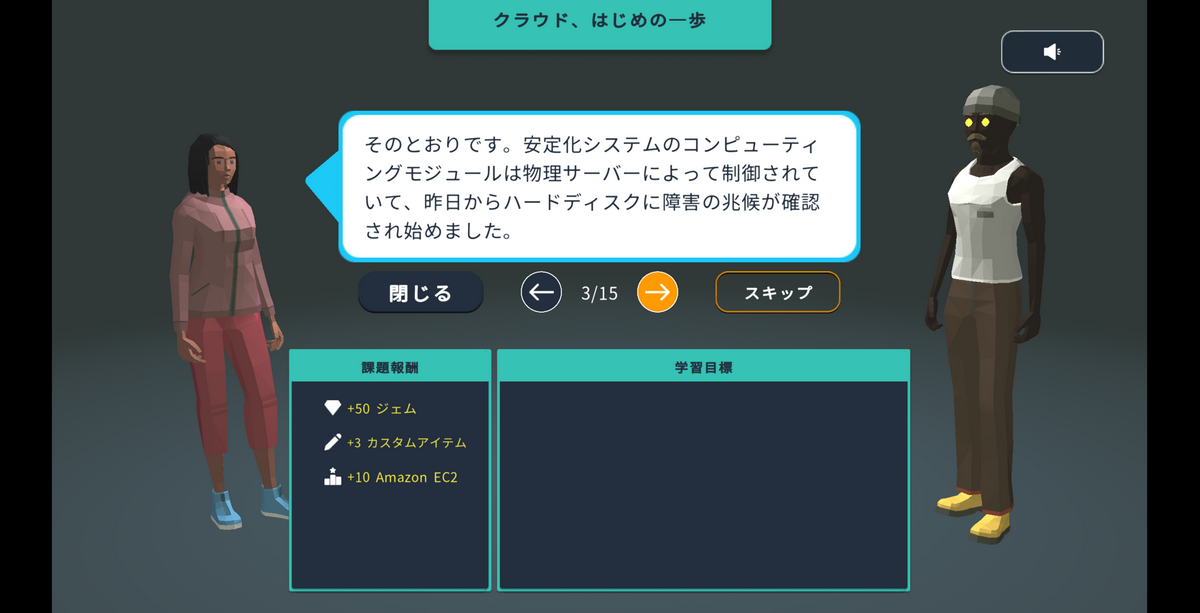 クラウド、はじめの一歩
そのとおりです。安定化システムのコンピューティ
ングモジュールは物理サーバーによって制御されて
いて、昨日からハードディスクに障害の兆候が確認
され始めました。
閉じる
3/15
スキップ
課題報酬
+50 ジェム
+3 カスタムアイテム
+10 Amazon EC2
学習目標